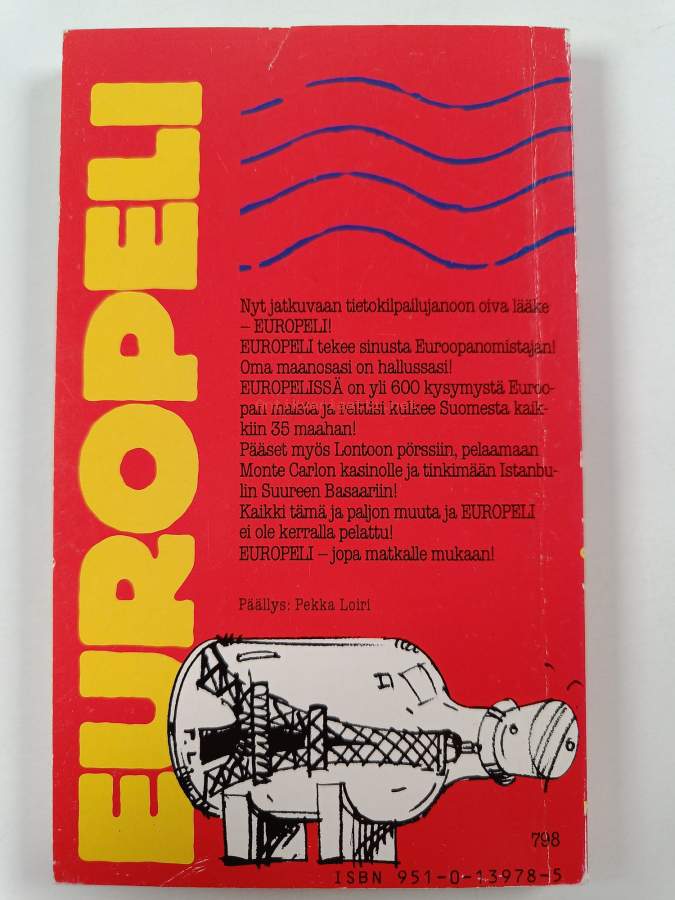 EUROPELI
Nyt jatkuvaan tietokilpailujanoon oiva lääke
– EUROPELI!
EUROPELI tekee sinusta Euroopanomistajan!
Oma maanosasi on hallussasi!
EUROPELISSÄ on yli 600 kysymystä Euroo-
pan maista ja reittisi kulkee Suomesta kaik-
kiin 35 maahan!
Pääset myös Lontoon pörssiin, pelaamaan
Monte Carlon kasinolle ja tinkimään Istanbu-
lin Suureen Basaariin!
Kaikki tämä ja paljon muuta ja EUROPELI
ei ole kerralla pelattu!
EUROPELI – jopa matkalle mukaan!
Päällys: Pekka Loiri
P.L.
798
ISBN 951-0-13978-5